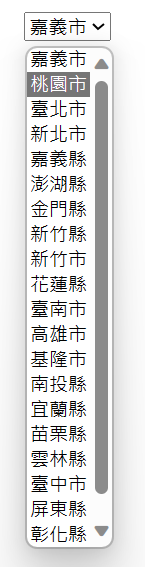 嘉義市
嘉義市
桃園市
臺北市
新北市
嘉義縣
澎湖縣
金門縣
新竹縣
新竹市
花蓮縣
臺南市
高雄市
基隆市
南投縣
宜蘭縣
苗栗縣
雲林縣
臺中市
屏東縣
彰化縣